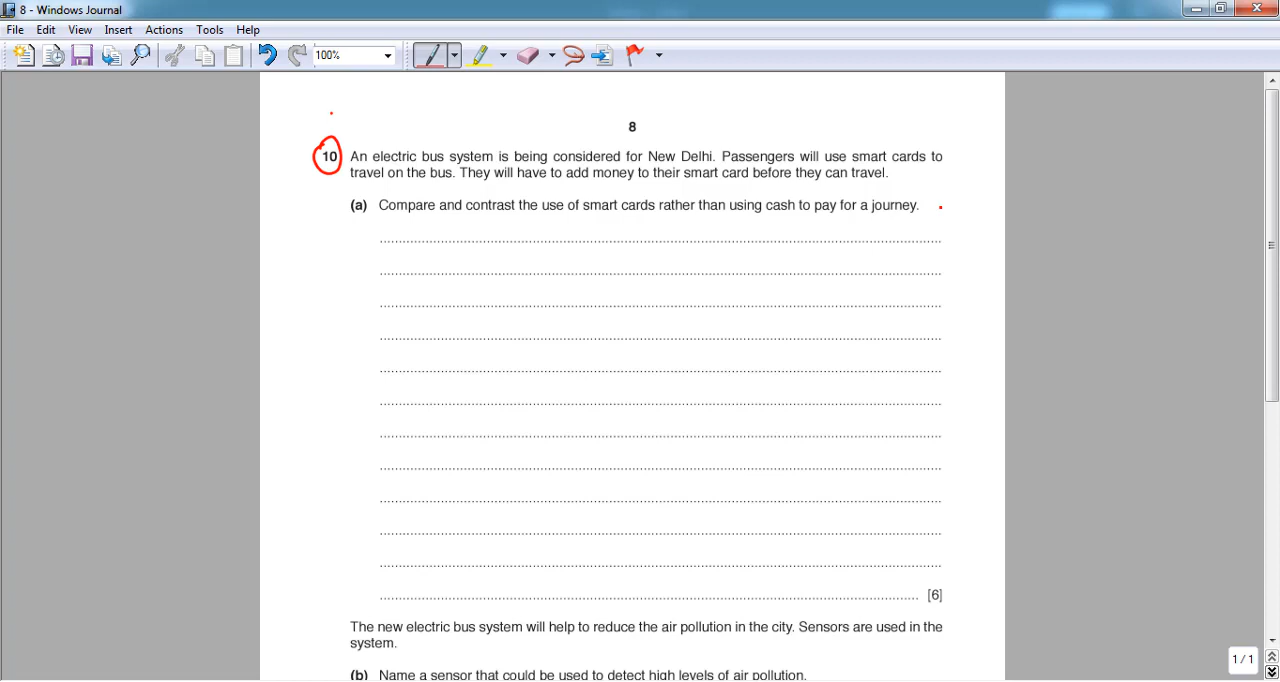 8 - Windows Journal
File Edit View Insert Actions Tools Help
100%
8
10 An electric bus system is being considered for New Delhi. Passengers will use smart cards to
travel on the bus. They will have to add money to their smart card before they can travel.
(a) Compare and contrast the use of smart cards rather than using cash to pay for a journey.
[6]
The new electric bus system will help to reduce the air pollution in the city. Sensors are used in the
system.
(b) Name a sensor that could be used to detect high levels of air pollution.
1 / 1